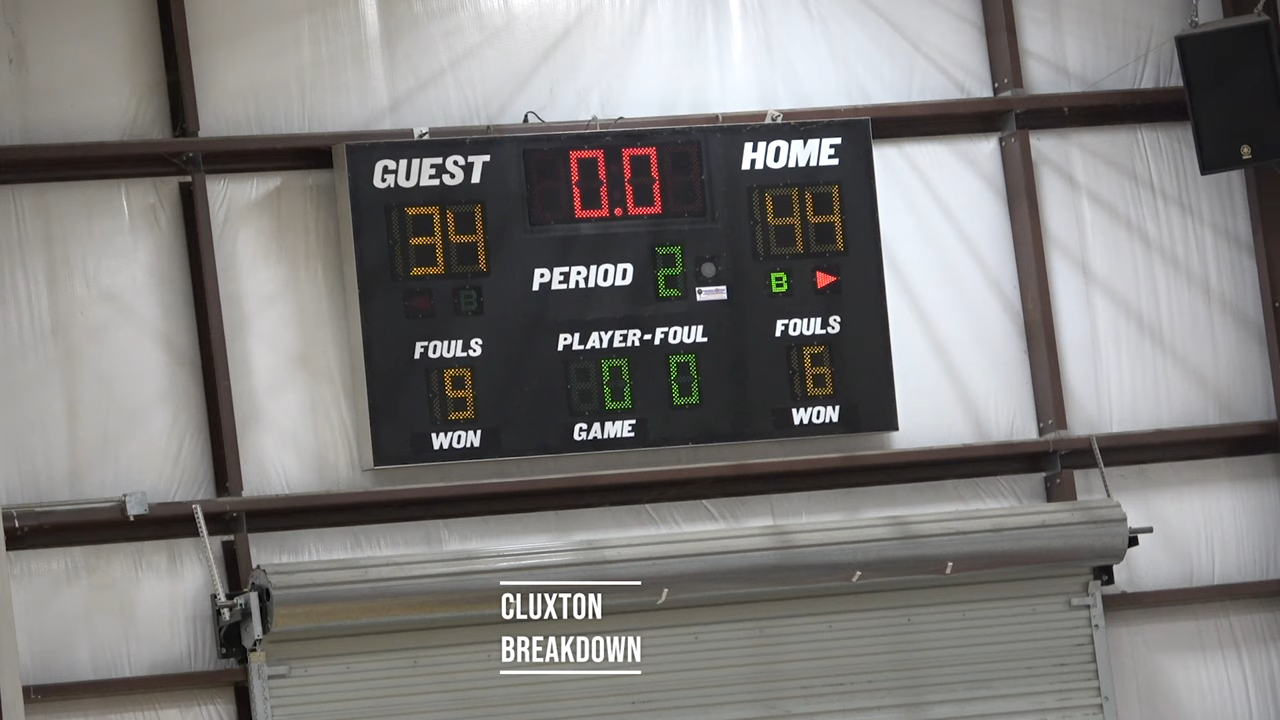 GUEST
0.0
HOME
34
44
PERIOD 2
B
B
FOULS
PLAYER-FOUL
FOULS
9
0 0
6
WON
GAME
WON
CLUXTON
BREAKDOWN